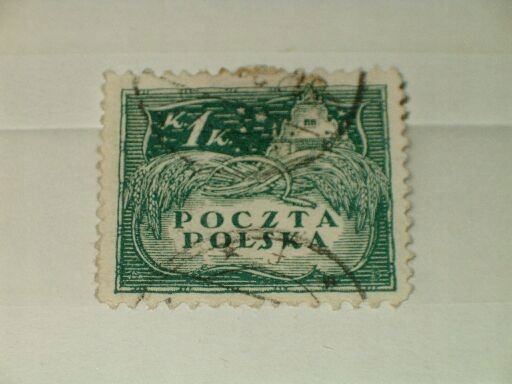 K. 1 K.
POCZTA
POLSKA